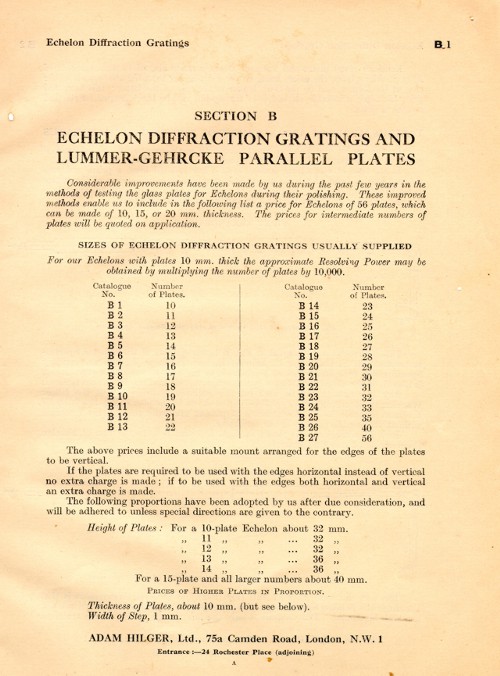 Echelon Diffraction Gratings B.1
SECTION B
ECHELON DIFFRACTION GRATINGS AND
LUMMER-GEHRCKE PARALLEL PLATES
Considerable improvements have been made by us during the past few years in the
methods of testing the glass plates for Echelons during their polishing. These improved
methods enable us to include in the following list a price for Echelons of 56 plates, which
can be made of 10, 15, or 20 mm. thickness. The prices for intermediate numbers of
plates will be quoted on application.
SIZES OF ECHELON DIFFRACTION GRATINGS USUALLY SUPPLIED
For our Echelons with plates 10 mm. thick the approximate Resolving Power may be
obtained by multiplying the number of plates by 10,000.
Catalogue No. Number of Plates. Catalogue No. Number of Plates.
B 1 10 B 14 23
B 2 11 B 15 24
B 3 12 B 16 25
B 4 13 B 17 26
B 5 14 B 18 27
B 6 15 B 19 28
B 7 16 B 20 29
B 8 17 B 21 30
B 9 18 B 22 31
B 10 19 B 23 32
B 11 20 B 24 33
B 12 21 B 25 35
B 13 22 B 26 40
B 27 56
The above prices include a suitable mount arranged for the edges of the plates
to be vertical.
If the plates are required to be used with the edges horizontal instead of vertical
no extra charge is made; if to be used with the edges both horizontal and vertical
an extra charge is made.
The following proportions have been adopted by us after due consideration, and
will be adhered to unless special directions are given to the contrary.
Height of Plates: For a 10-plate Echelon about 32 mm.
„ 11 „ „ ... 32 „
„ 12 „ „ ... 32 „
„ 13 „ „ ... 36 „
„ 14 „ „ ... 36 „
For a 15-plate and all larger numbers about 40 mm.
PRICES OF HIGHER PLATES IN PROPORTION.
Thickness of Plates, about 10 mm. (but see below).
Width of Step, 1 mm.
ADAM HILGER, Ltd., 75a Camden Road, London, N.W. 1
Entrance:—24 Rochester Place (adjoining)
A